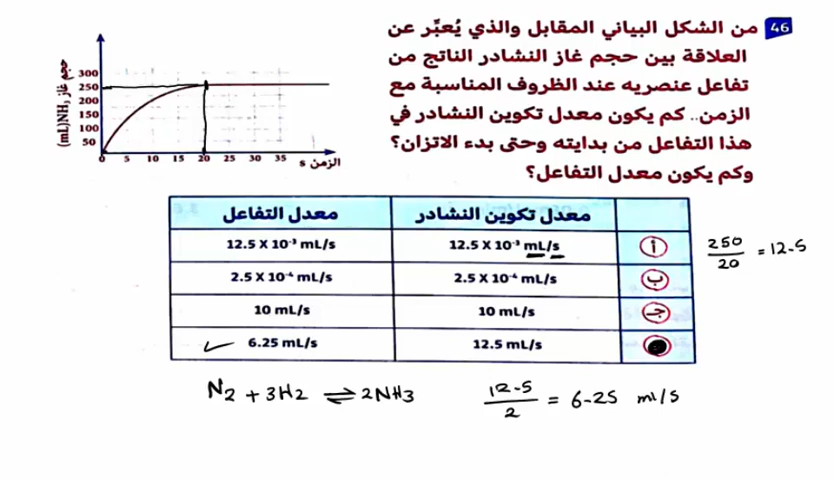 46 من الشكل البياني المقابل والذي يُعبِّر عن
العلاقة بين حجم غاز النشادر الناتج من
تفاعل عنصريه عند الظروف المناسبة مع
الزمن.. كم يكون معدل تكوين النشادر في
هذا التفاعل من بدايته وحتى بدء الاتزان؟
وكم يكون معدل التفاعل؟
حجم غاز NH₃(mL)
300
250
200
150
100
50
0 5 10 15 20 25 30 35
الزمن s
معدل تكوين النشادر معدل التفاعل
أ 12.5 X 10⁻³ mL/s 12.5 X 10⁻³ mL/s
ب 2.5 X 10⁻⁴ mL/s 2.5 X 10⁻⁴ mL/s
جـ 10 mL/s 10 mL/s
12.5 mL/s 6.25 mL/s ✓
250/20 = 12.5
N2 + 3H2 ⇌ 2NH3
12.5/2 = 6.25 ml/s